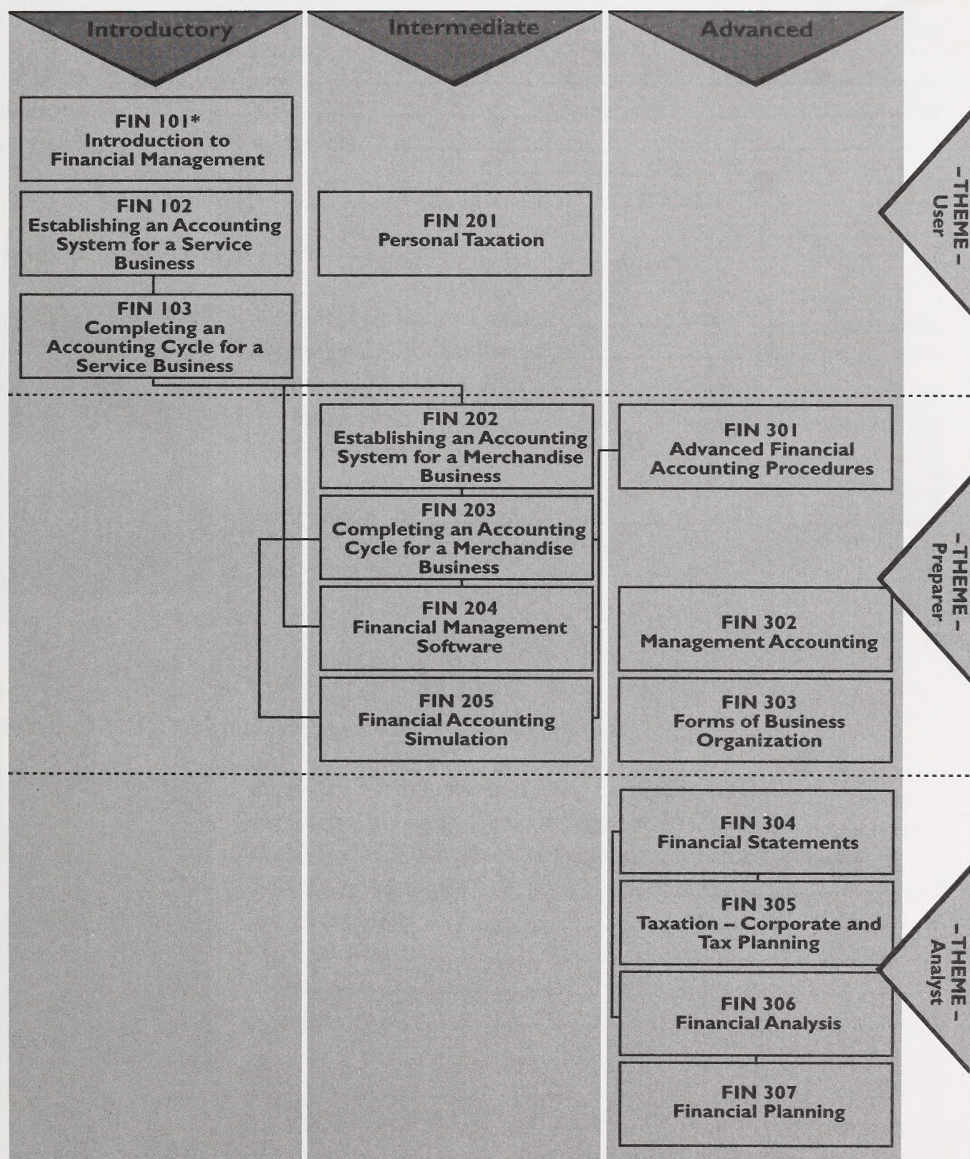 Introductory
Intermediate
Advanced
FIN 101*
Introduction to
Financial Management
FIN 102
Establishing an Accounting
System for a Service
Business
FIN 201
Personal Taxation
FIN 103
Completing an
Accounting Cycle for a
Service Business
–THEME–
User
FIN 202
Establishing an Accounting
System for a Merchandise
Business
FIN 301
Advanced Financial
Accounting Procedures
FIN 203
Completing an Accounting
Cycle for a Merchandise
Business
FIN 204
Financial Management
Software
FIN 302
Management Accounting
FIN 205
Financial Accounting
Simulation
FIN 303
Forms of Business
Organization
–THEME–
Preparer
FIN 304
Financial Statements
FIN 305
Taxation – Corporate and
Tax Planning
FIN 306
Financial Analysis
FIN 307
Financial Planning
–THEME–
Analyst